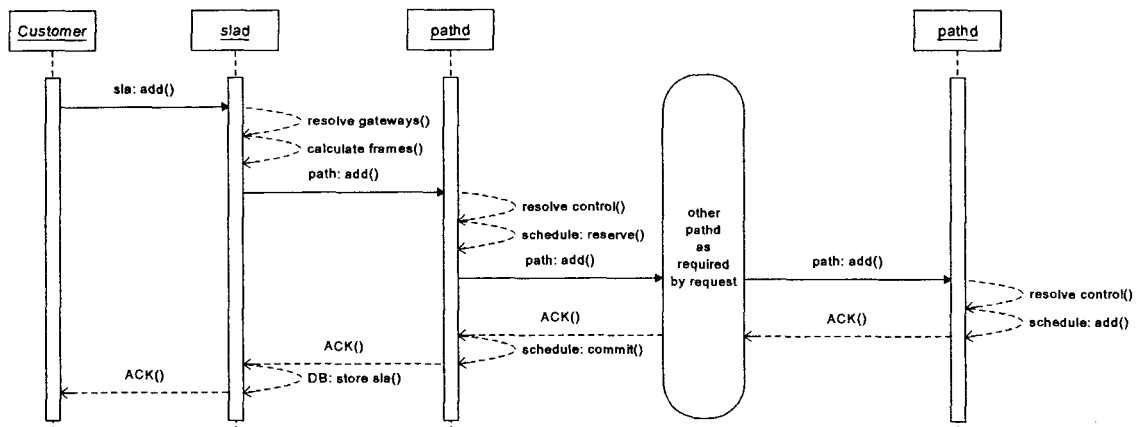 Customer
slad
pathd
pathd
sla: add()
resolve gateways()
calculate frames()
path: add()
resolve control()
schedule: reserve()
other
pathd
as
required
by request
path: add()
path: add()
resolve control()
schedule: add()
ACK()
ACK()
schedule: commit()
ACK()
DB: store sla()
ACK()